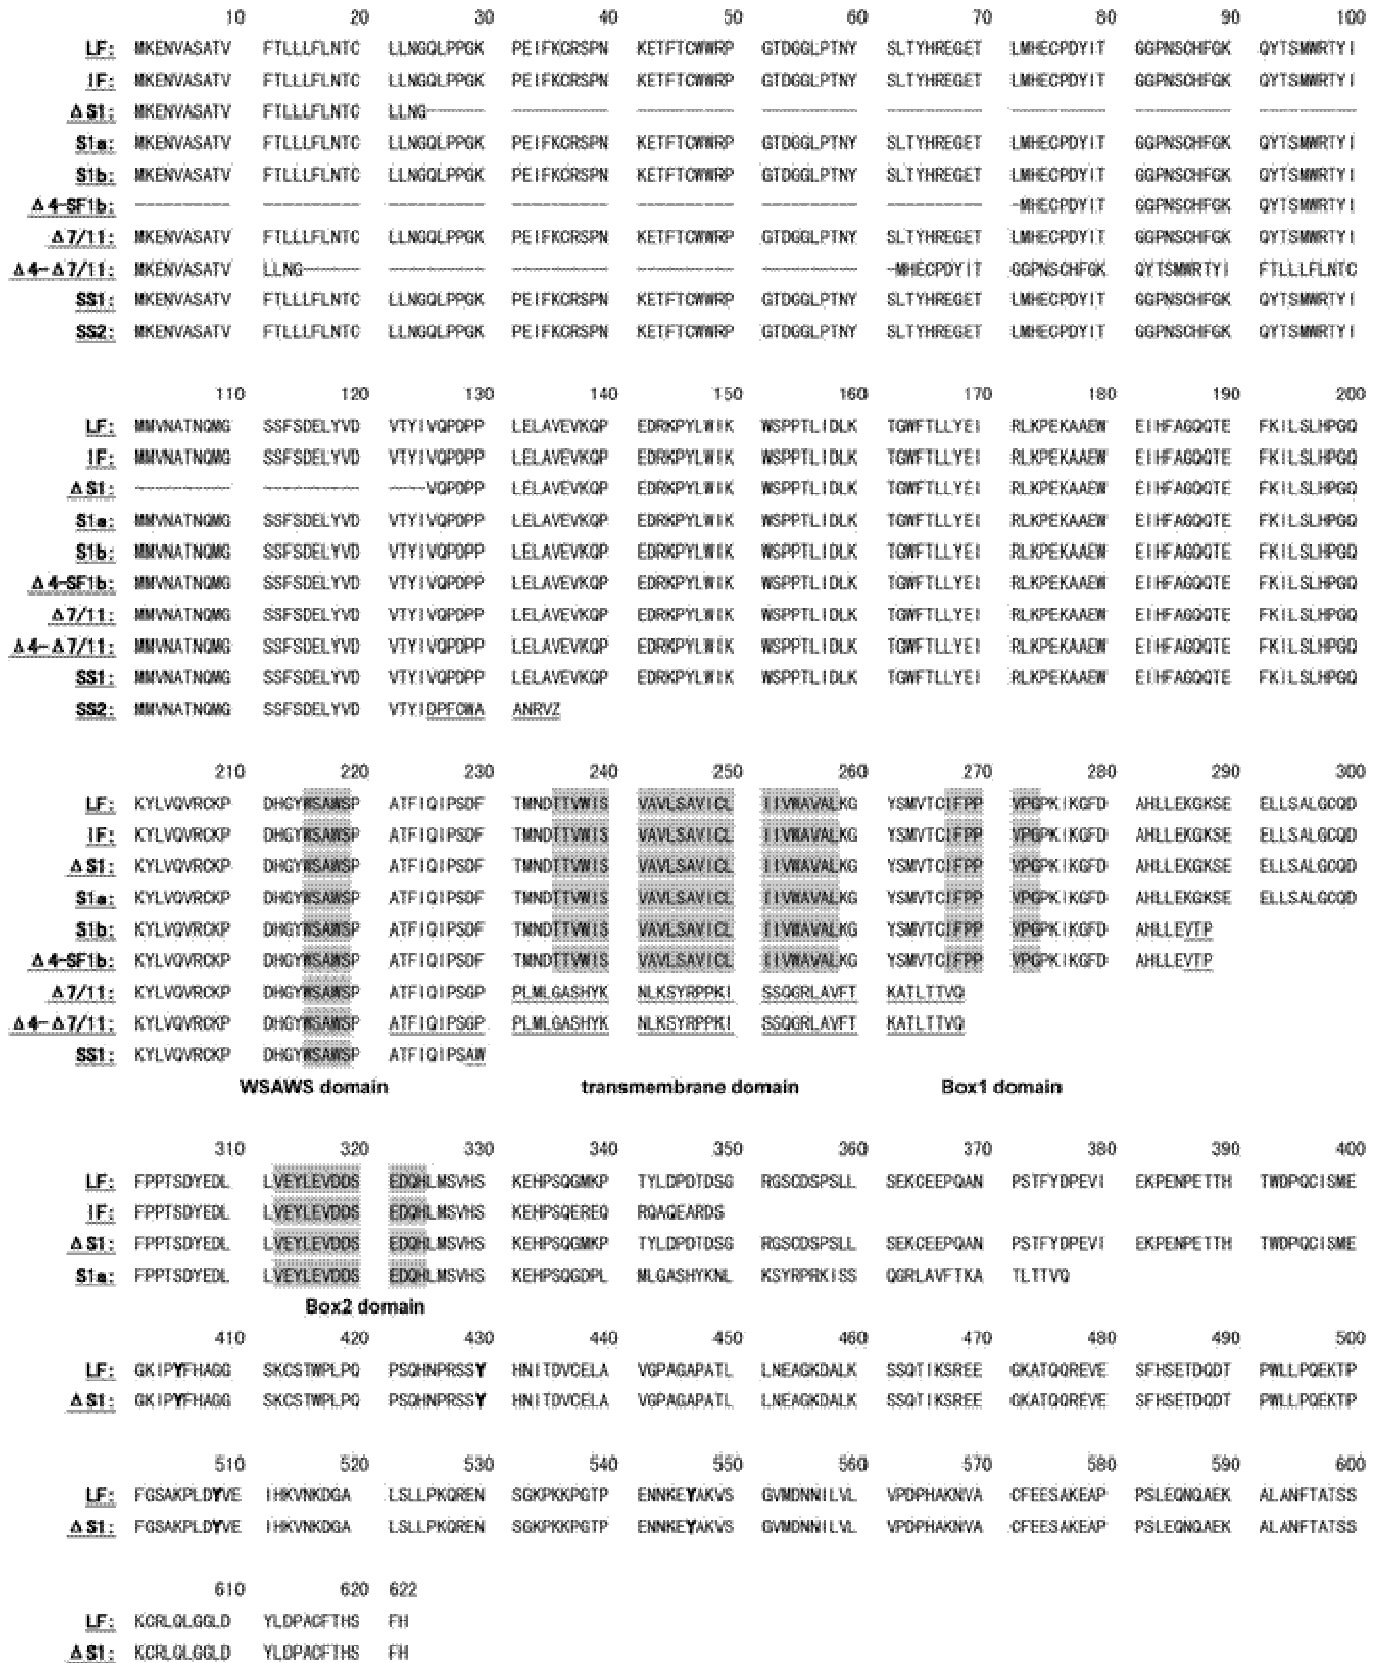 10 20 30 40 50 60 70 80 90 100
LF: MKENVASATV FTLLLFLNTC LLNGQLPPGK PEIFKCRSPN KETFTCWWRP GTDGGLPTNY SLTYHREGET LMHECPDYIT GGPNSCHFGK QYTSMWRTYI
IF: MKENVASATV FTLLLFLNTC LLNGQLPPGK PEIFKCRSPN KETFTCWWRP GTDGGLPTNY SLTYHREGET LMHECPDYIT GGPNSCHFGK QYTSMWRTYI
ΔS1: MKENVASATV FTLLLFLNTC LLNG------ ---------- ---------- ---------- ---------- ---------- ---------- ----------
S1a: MKENVASATV FTLLLFLNTC LLNGQLPPGK PEIFKCRSPN KETFTCWWRP GTDGGLPTNY SLTYHREGET LMHECPDYIT GGPNSCHFGK QYTSMWRTYI
S1b: MKENVASATV FTLLLFLNTC LLNGQLPPGK PEIFKCRSPN KETFTCWWRP GTDGGLPTNY SLTYHREGET LMHECPDYIT GGPNSCHFGK QYTSMWRTYI
Δ4-SF1b: ---------- ---------- ---------- ---------- ---------- ---------- ---------- -MHECPDYIT GGPNSCHFGK QYTSMWRTYI
Δ7/11: MKENVASATV FTLLLFLNTC LLNGQLPPGK PEIFKCRSPN KETFTCWWRP GTDGGLPTNY SLTYHREGET LMHECPDYIT GGPNSCHFGK QYTSMWRTYI
Δ4-Δ7/11: MKENVASATV LLNG------ ---------- ---------- ---------- ---------- -MHECPDYIT GGPNSCHFGK QYTSMWRTYI FTLLLFLNTC
SS1: MKENVASATV FTLLLFLNTC LLNGQLPPGK PEIFKCRSPN KETFTCWWRP GTDGGLPTNY SLTYHREGET LMHECPDYIT GGPNSCHFGK QYTSMWRTYI
SS2: MKENVASATV FTLLLFLNTC LLNGQLPPGK PEIFKCRSPN KETFTCWWRP GTDGGLPTNY SLTYHREGET LMHECPDYIT GGPNSCHFGK QYTSMWRTYI
110 120 130 140 150 160 170 180 190 200
LF: MMVNATNQMG SSFSDELYVD VTYIVQPDPP LELAVEVKQP EDRKPYLWIK WSPPTLIDLK TGWFTLLYEI RLKPEKAAEW EIHFAGQQTE FKILSLHPGQ
IF: MMVNATNQMG SSFSDELYVD VTYIVQPDPP LELAVEVKQP EDRKPYLWIK WSPPTLIDLK TGWFTLLYEI RLKPEKAAEW EIHFAGQQTE FKILSLHPGQ
ΔS1: ---------- ---------- ----VQPDPP LELAVEVKQP EDRKPYLWIK WSPPTLIDLK TGWFTLLYEI RLKPEKAAEW EIHFAGQQTE FKILSLHPGQ
S1a: MMVNATNQMG SSFSDELYVD VTYIVQPDPP LELAVEVKQP EDRKPYLWIK WSPPTLIDLK TGWFTLLYEI RLKPEKAAEW EIHFAGQQTE FKILSLHPGQ
S1b: MMVNATNQMG SSFSDELYVD VTYIVQPDPP LELAVEVKQP EDRKPYLWIK WSPPTLIDLK TGWFTLLYEI RLKPEKAAEW EIHFAGQQTE FKILSLHPGQ
Δ4-SF1b: MMVNATNQMG SSFSDELYVD VTYIVQPDPP LELAVEVKQP EDRKPYLWIK WSPPTLIDLK TGWFTLLYEI RLKPEKAAEW EIHFAGQQTE FKILSLHPGQ
Δ7/11: MMVNATNQMG SSFSDELYVD VTYIVQPDPP LELAVEVKQP EDRKPYLWIK WSPPTLIDLK TGWFTLLYEI RLKPEKAAEW EIHFAGQQTE FKILSLHPGQ
Δ4-Δ7/11: MMVNATNQMG SSFSDELYVD VTYIVQPDPP LELAVEVKQP EDRKPYLWIK WSPPTLIDLK TGWFTLLYEI RLKPEKAAEW EIHFAGQQTE FKILSLHPGQ
SS1: MMVNATNQMG SSFSDELYVD VTYIVQPDPP LELAVEVKQP EDRKPYLWIK WSPPTLIDLK TGWFTLLYEI RLKPEKAAEW EIHFAGQQTE FKILSLHPGQ
SS2: MMVNATNQMG SSFSDELYVD VTYIDPFCWA ANRVZ
210 220 230 240 250 260 270 280 290 300
LF: KYLVQVRCKP DHGYWSAWSP ATFIQIPSDF TMNDTTVWIS VAVLSAVICL IIVWAVALKG YSMVTCIFPP VPGPKIKGFD AHLLEKGKSE ELLSALGCQD
IF: KYLVQVRCKP DHGYWSAWSP ATFIQIPSDF TMNDTTVWIS VAVLSAVICL IIVWAVALKG YSMVTCIFPP VPGPKIKGFD AHLLEKGKSE ELLSALGCQD
ΔS1: KYLVQVRCKP DHGYWSAWSP ATFIQIPSDF TMNDTTVWIS VAVLSAVICL IIVWAVALKG YSMVTCIFPP VPGPKIKGFD AHLLEKGKSE ELLSALGCQD
S1a: KYLVQVRCKP DHGYWSAWSP ATFIQIPSDF TMNDTTVWIS VAVLSAVICL IIVWAVALKG YSMVTCIFPP VPGPKIKGFD AHLLEKGKSE ELLSALGCQD
S1b: KYLVQVRCKP DHGYWSAWSP ATFIQIPSDF TMNDTTVWIS VAVLSAVICL IIVWAVALKG YSMVTCIFPP VPGPKIKGFD AHLLEVTP
Δ4-SF1b: KYLVQVRCKP DHGYWSAWSP ATFIQIPSDF TMNDTTVWIS VAVLSAVICL IIVWAVALKG YSMVTCIFPP VPGPKIKGFD AHLLEVTP
Δ7/11: KYLVQVRCKP DHGYWSAWSP ATFIQIPSGP PLMLGASHYK NLKSYRPPKI SSQGRLAVFT KATLTTVQ
Δ4-Δ7/11: KYLVQVRCKP DHGYWSAWSP ATFIQIPSGP PLMLGASHYK NLKSYRPPKI SSQGRLAVFT KATLTTVQ
SS1: KYLVQVRCKP DHGYWSAWSP ATFIQIPSAW
WSAWS domain transmembrane domain Box1 domain
310 320 330 340 350 360 370 380 390 400
LF: FPPTSDYEDL LVEYLEVDDS EDQHLMSVHS KEHPSQGMKP TYLDPDTDSG RGSCDSPSLL SEKCEEPQAN PSTFYDPEVI EKPENPETTH TWDPQCISME
IF: FPPTSDYEDL LVEYLEVDDS EDQHLMSVHS KEHPSQEREQ RQAQEARDS
ΔS1: FPPTSDYEDL LVEYLEVDDS EDQHLMSVHS KEHPSQGMKP TYLDPDTDSG RGSCDSPSLL SEKCEEPQAN PSTFYDPEVI EKPENPETTH TWDPQCISME
S1a: FPPTSDYEDL LVEYLEVDDS EDQHLMSVHS KEHPSQGDPL MLGASHYKNL KSYRPRKISS QGRLAVFTKA TLTTVQ
Box2 domain
410 420 430 440 450 460 470 480 490 500
LF: GKIPYFHAGG SKCSTWPLPQ PSQHNPRSSY HNITDVCELA VGPAGAPATL LNEAGKDALK SSQTIKSREE GKATQQREVE SFHSETDQDT PWLLPQEKTP
ΔS1: GKIPYFHAGG SKCSTWPLPQ PSQHNPRSSY HNITDVCELA VGPAGAPATL LNEAGKDALK SSQTIKSREE GKATQQREVE SFHSETDQDT PWLLPQEKTP
510 520 530 540 550 560 570 580 590 600
LF: FGSAKPLDYVE IHKVNKDGA LSLLPKQREN SGKPKKPGTP ENNKEYAKVS GVMDNNILVL VPDPHAKNVA CFEESAKEAP PSLEQNQAEK ALANFTATSS
ΔS1: FGSAKPLDYVE IHKVNKDGA LSLLPKQREN SGKPKKPGTP ENNKEYAKVS GVMDNNILVL VPDPHAKNVA CFEESAKEAP PSLEQNQAEK ALANFTATSS
610 620 622
LF: KCRLQLGGLD YLDPACFTHS FH
ΔS1: KCRLQLGGLD YLDPACFTHS FH